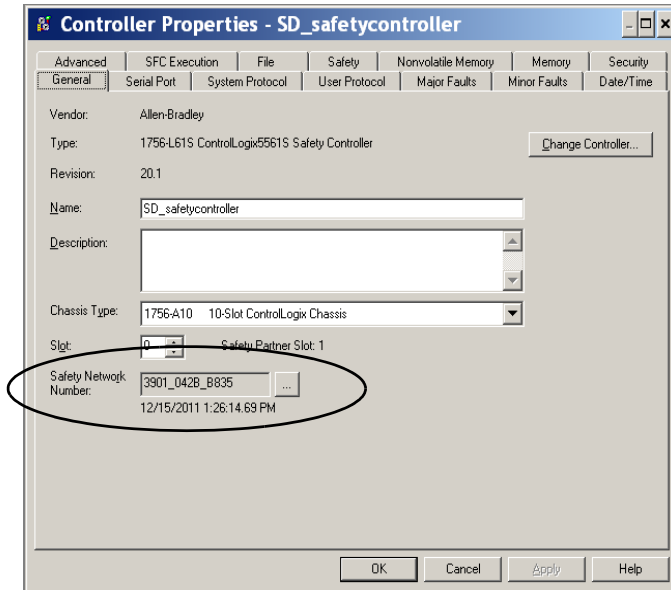 Controller Properties - SD_safetycontroller
Advanced SFC Execution File Safety Nonvolatile Memory Memory Security
General Serial Port System Protocol User Protocol Major Faults Minor Faults Date/Time
Vendor: Allen-Bradley
Type: 1756-L61S ControlLogix5561S Safety Controller Change Controller...
Revision: 20.1
Name: SD_safetycontroller
Description:
Chassis Type: 1756-A10 10-Slot ControlLogix Chassis
Slot: 0 Safety Partner Slot: 1
Safety Network
Number: 3901_042B_B835 ...
12/15/2011 1:26:14.69 PM
OK Cancel Apply Help